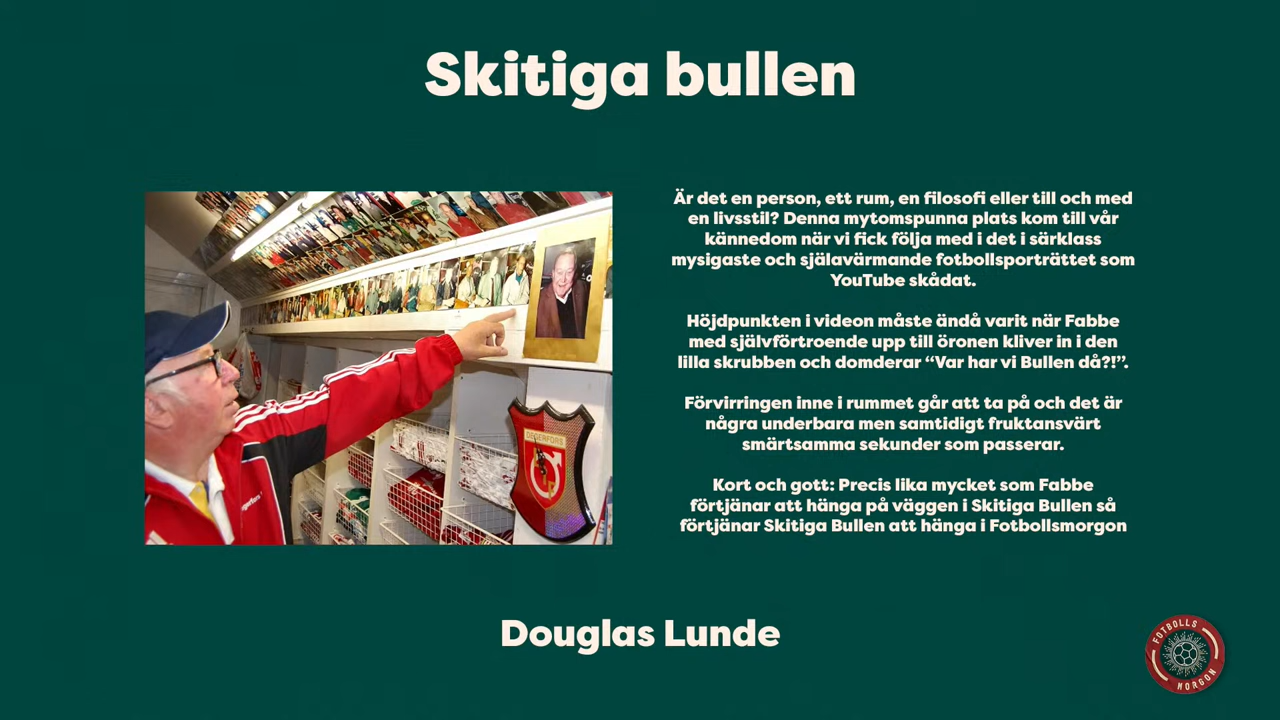 Skitiga bullen
Är det en person, ett rum, en filosofi eller till och med
en livsstil? Denna mytomspunna plats kom till vår
kännedom när vi fick följa med i det i särklass
mysigaste och själavärmande fotbollsporträttet som
YouTube skådat.
Höjdpunkten i videon måste ändå varit när Fabbe
med självförtroende upp till öronen kliver in i den
lilla skrubben och domderar “Var har vi Bullen då?!”.
Förvirringen inne i rummet går att ta på och det är
några underbara men samtidigt fruktansvärt
smärtsamma sekunder som passerar.
Kort och gott: Precis lika mycket som Fabbe
förtjänar att hänga på väggen i Skitiga Bullen så
förtjänar Skitiga Bullen att hänga i Fotbollsmorgon
DEGERFORS
Douglas Lunde
FOTBOLLS
MORGON